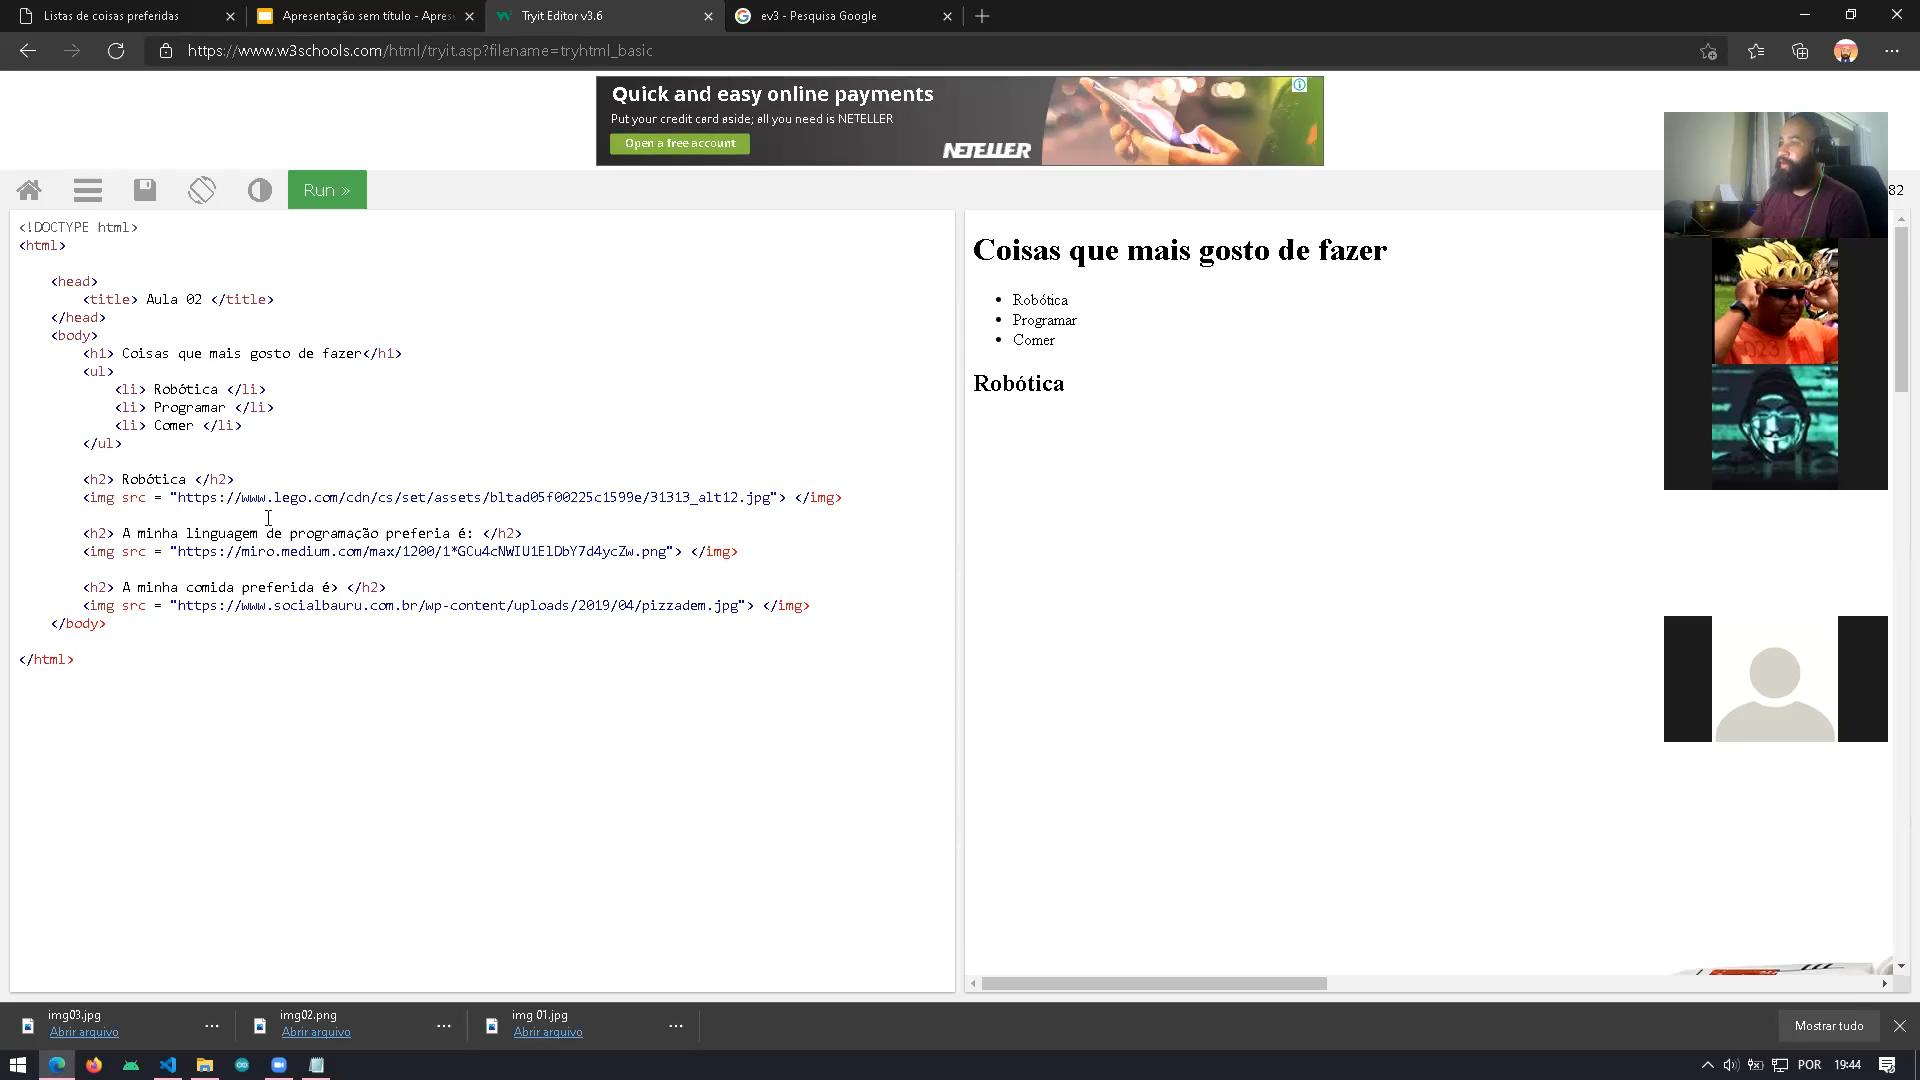 Listas de coisas preferidas
Apresentação sem título - Apres
Tryit Editor v3.6
ev3 - Pesquisa Google
https://www.w3schools.com/html/tryit.asp?filename=tryhtml_basic
Quick and easy online payments
Put your credit card aside; all you need is NETELLER
Open a free account
NETELLER
Run »
82
<!DOCTYPE html>
<html>
<head>
<title> Aula 02 </title>
</head>
<body>
<h1> Coisas que mais gosto de fazer</h1>
<ul>
<li> Robótica </li>
<li> Programar </li>
<li> Comer </li>
</ul>
<h2> Robótica </h2>
<img src = "https://www.lego.com/cdn/cs/set/assets/bltad05f00225c1599e/31313_alt12.jpg"> </img>
<h2> A minha linguagem de programação preferia é: </h2>
<img src = "https://miro.medium.com/max/1200/1*GCu4cNWIU1ElDbY7d4ycZw.png"> </img>
<h2> A minha comida preferida é> </h2>
<img src = "https://www.socialbauru.com.br/wp-content/uploads/2019/04/pizzadem.jpg"> </img>
</body>
</html>
Coisas que mais gosto de fazer
• Robótica
• Programar
• Comer
Robótica
img03.jpg
Abrir arquivo
img02.png
Abrir arquivo
img 01.jpg
Abrir arquivo
Mostrar tudo
POR
19:44